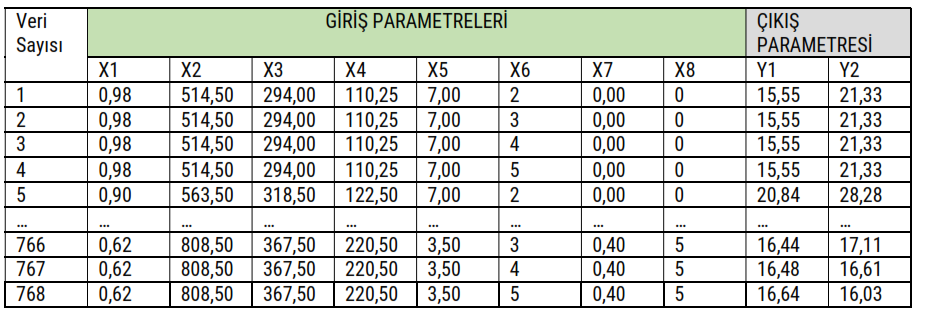 Veri Sayısı GİRİŞ PARAMETRELERİ ÇIKIŞ PARAMETRESİ
X1 X2 X3 X4 X5 X6 X7 X8 Y1 Y2
1 0,98 514,50 294,00 110,25 7,00 2 0,00 0 15,55 21,33
2 0,98 514,50 294,00 110,25 7,00 3 0,00 0 15,55 21,33
3 0,98 514,50 294,00 110,25 7,00 4 0,00 0 15,55 21,33
4 0,98 514,50 294,00 110,25 7,00 5 0,00 0 15,55 21,33
5 0,90 563,50 318,50 122,50 7,00 2 0,00 0 20,84 28,28
… … … … … … … … … … …
766 0,62 808,50 367,50 220,50 3,50 3 0,40 5 16,44 17,11
767 0,62 808,50 367,50 220,50 3,50 4 0,40 5 16,48 16,61
768 0,62 808,50 367,50 220,50 3,50 5 0,40 5 16,64 16,03